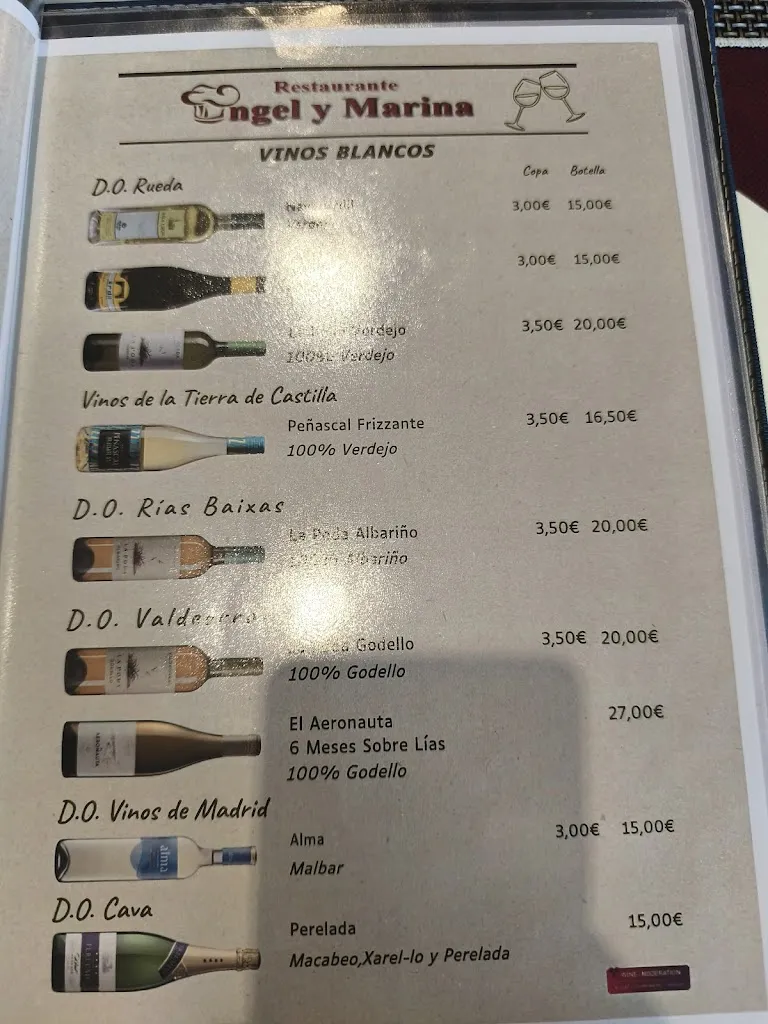 Restaurante
Engel y Marina
VINOS BLANCOS
Copa Botella
D.O. Rueda
3,00€ 15,00€
3,00€ 15,00€
Verdejo 3,50€ 20,00€
100% Verdejo
Vinos de la Tierra de Castilla
Peñascal Frizzante 3,50€ 16,50€
100% Verdejo
D.O. Rías Baixas
La Poda Albariño 3,50€ 20,00€
Albariño
D.O.
Godello 3,50€ 20,00€
100% Godello
El Aeronauta 27,00€
6 Meses Sobre Lías
100% Godello
D.O. Vinos de Madrid
alma
Alma 3,00€ 15,00€
Malbar
D.O. Cava
Perelada 15,00€
Macabeo,Xarel-lo y Perelada